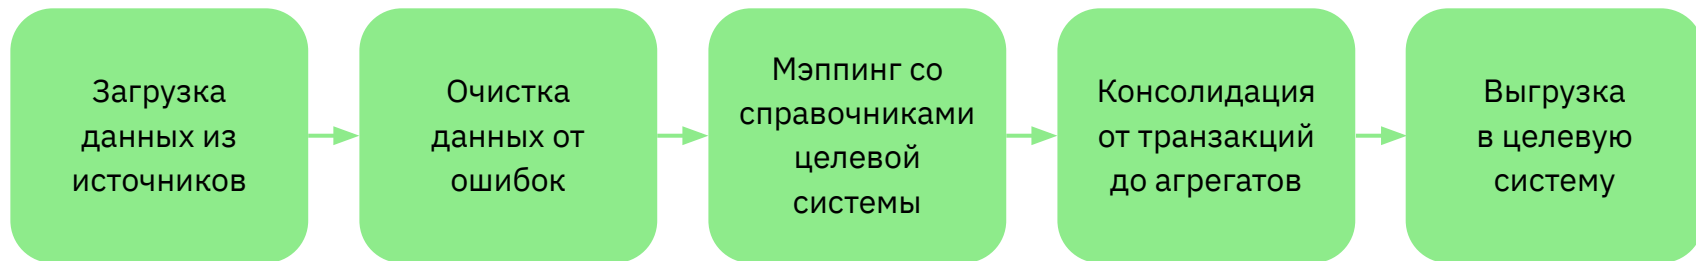 Загрузка
данных из
источников
Очистка
данных от
ошибок
Мэппинг со
справочниками
целевой
системы
Консолидация
от транзакций
до агрегатов
Выгрузка
в целевую
систему